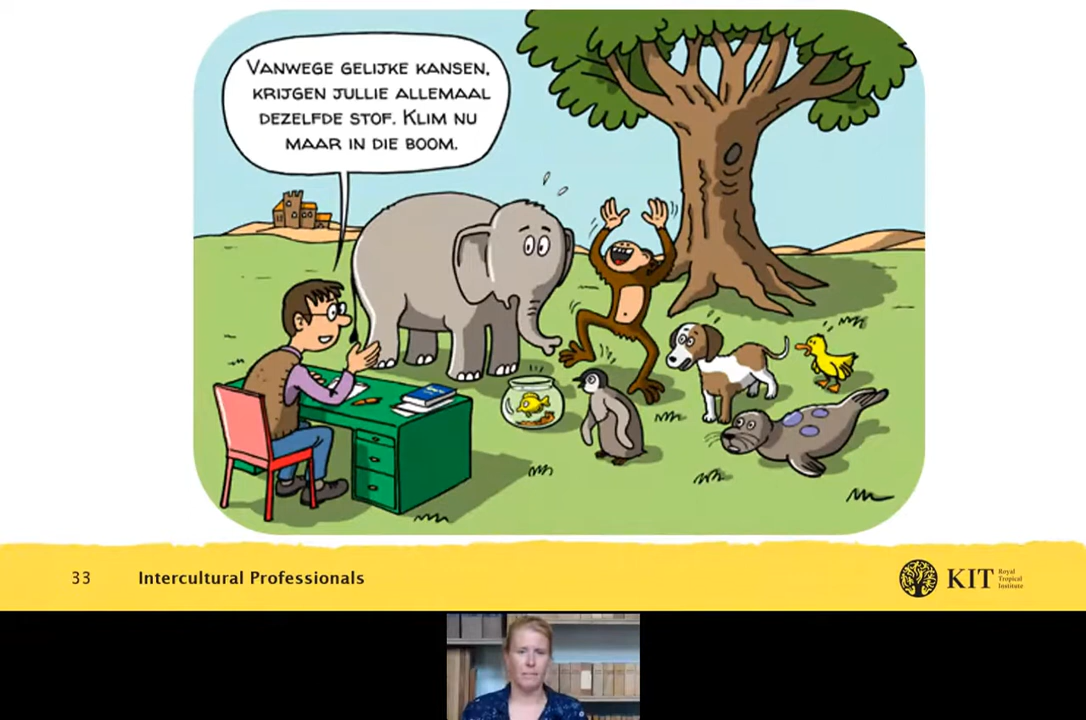 VANWEGE GELIJKE KANSEN,
KRIJGEN JULLIE ALLEMAAL
DEZELFDE STOF. KLIM NU
MAAR IN DIE BOOM.
33 Intercultural Professionals
KIT
Royal
Tropical
Institute